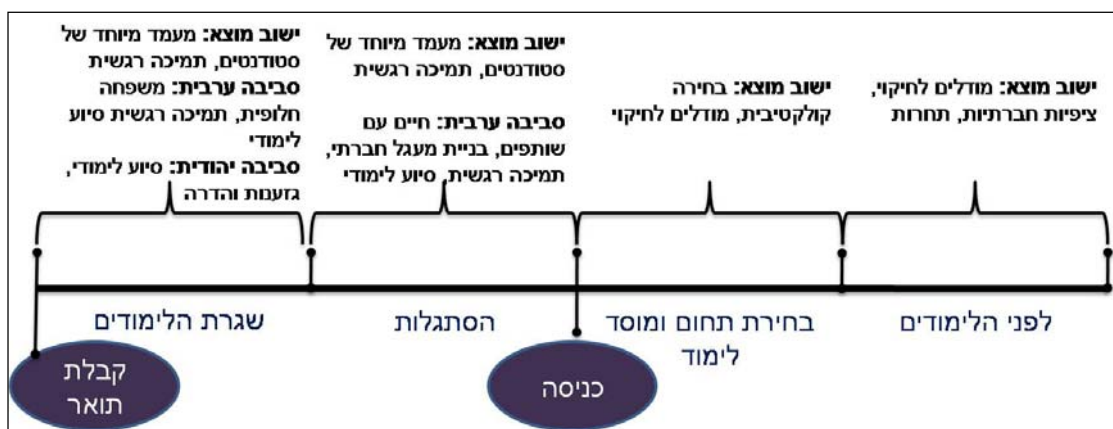 ישוב מוצא: מודלים לחיקוי,
ציפיות חברתיות, תחרות
ישוב מוצא: בחירה
קולקטיבית, מודלים לחיקוי
ישוב מוצא: מעמד מיוחד של
סטודנטים, תמיכה רגשית
סביבה ערבית: חיים עם
שותפים, בניית מעגל חברתי,
תמיכה רגשית, סיוע לימודי
ישוב מוצא: מעמד מיוחד של
סטודנטים, תמיכה רגשית
סביבה ערבית: משפחה
חלופית, תמיכה רגשית סיוע
לימודי
סביבה יהודית: סיוע לימודי,
גזענות והדרה
לפני הלימודים
בחירת תחום ומוסד
לימוד
הסתגלות
שגרת הלימודים
כניסה
קבלת
תואר